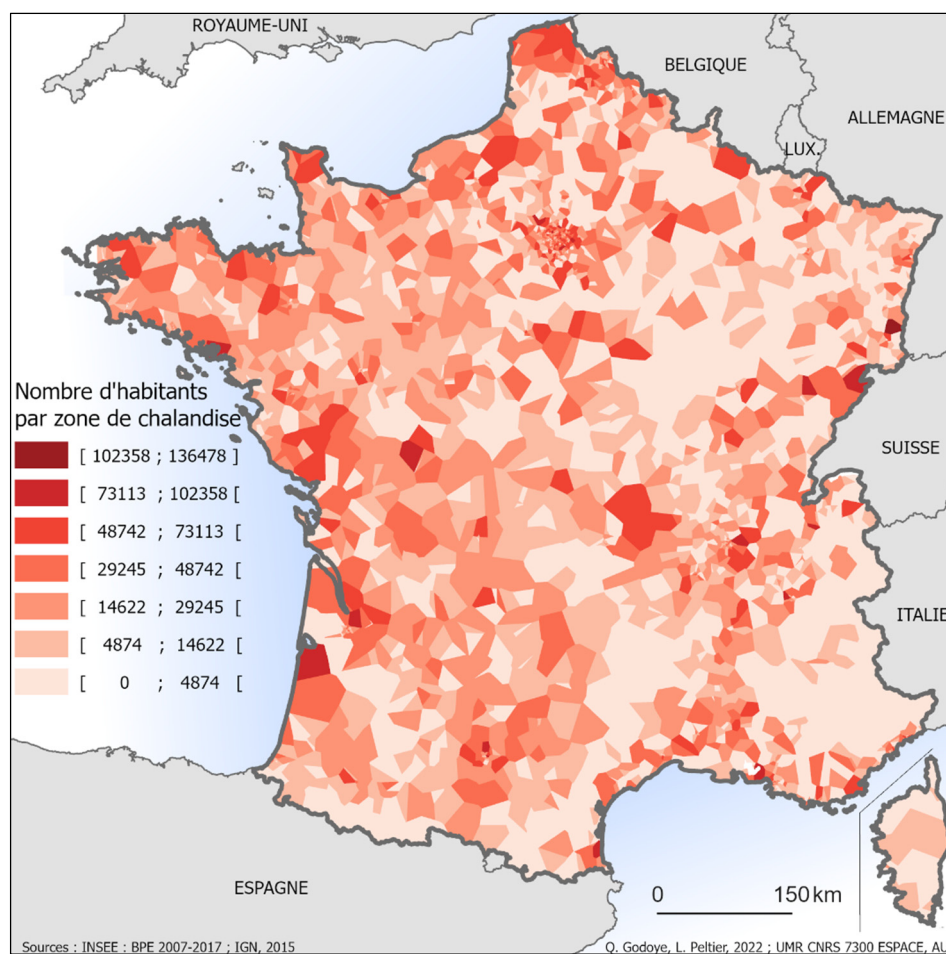 ROYAUME-UNI
BELGIQUE
ALLEMAGNE
LUX.
Nombre d'habitants
par zone de chalandise
[ 102358 ; 136478 ]
[ 73113 ; 102358 [
[ 48742 ; 73113 [
[ 29245 ; 48742 [
[ 14622 ; 29245 [
[ 4874 ; 14622 [
[ 0 ; 4874 [
SUISSE
ITALIE
ESPAGNE
0 150 km
Sources : INSEE : BPE 2007-2017 ; IGN, 2015
Q. Godoye, L. Peltier, 2022 ; UMR CNRS 7300 ESPACE, AU